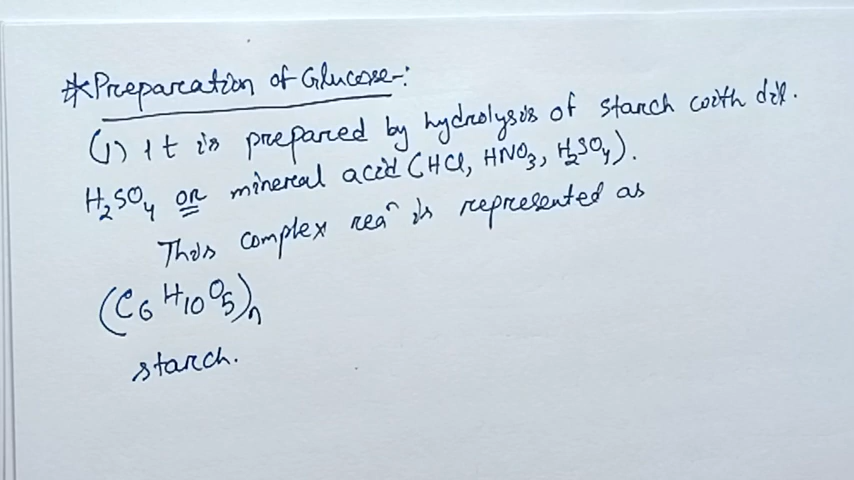 *Preparation of Glucose-:
(1) It is prepared by hydrolysis of starch with dil.
H₂SO₄ OR mineral acid (HCl, HNO₃, H₂SO₄).
This complex reaⁿ is represented as
(C₆H₁₀O₅)ₙ
starch.